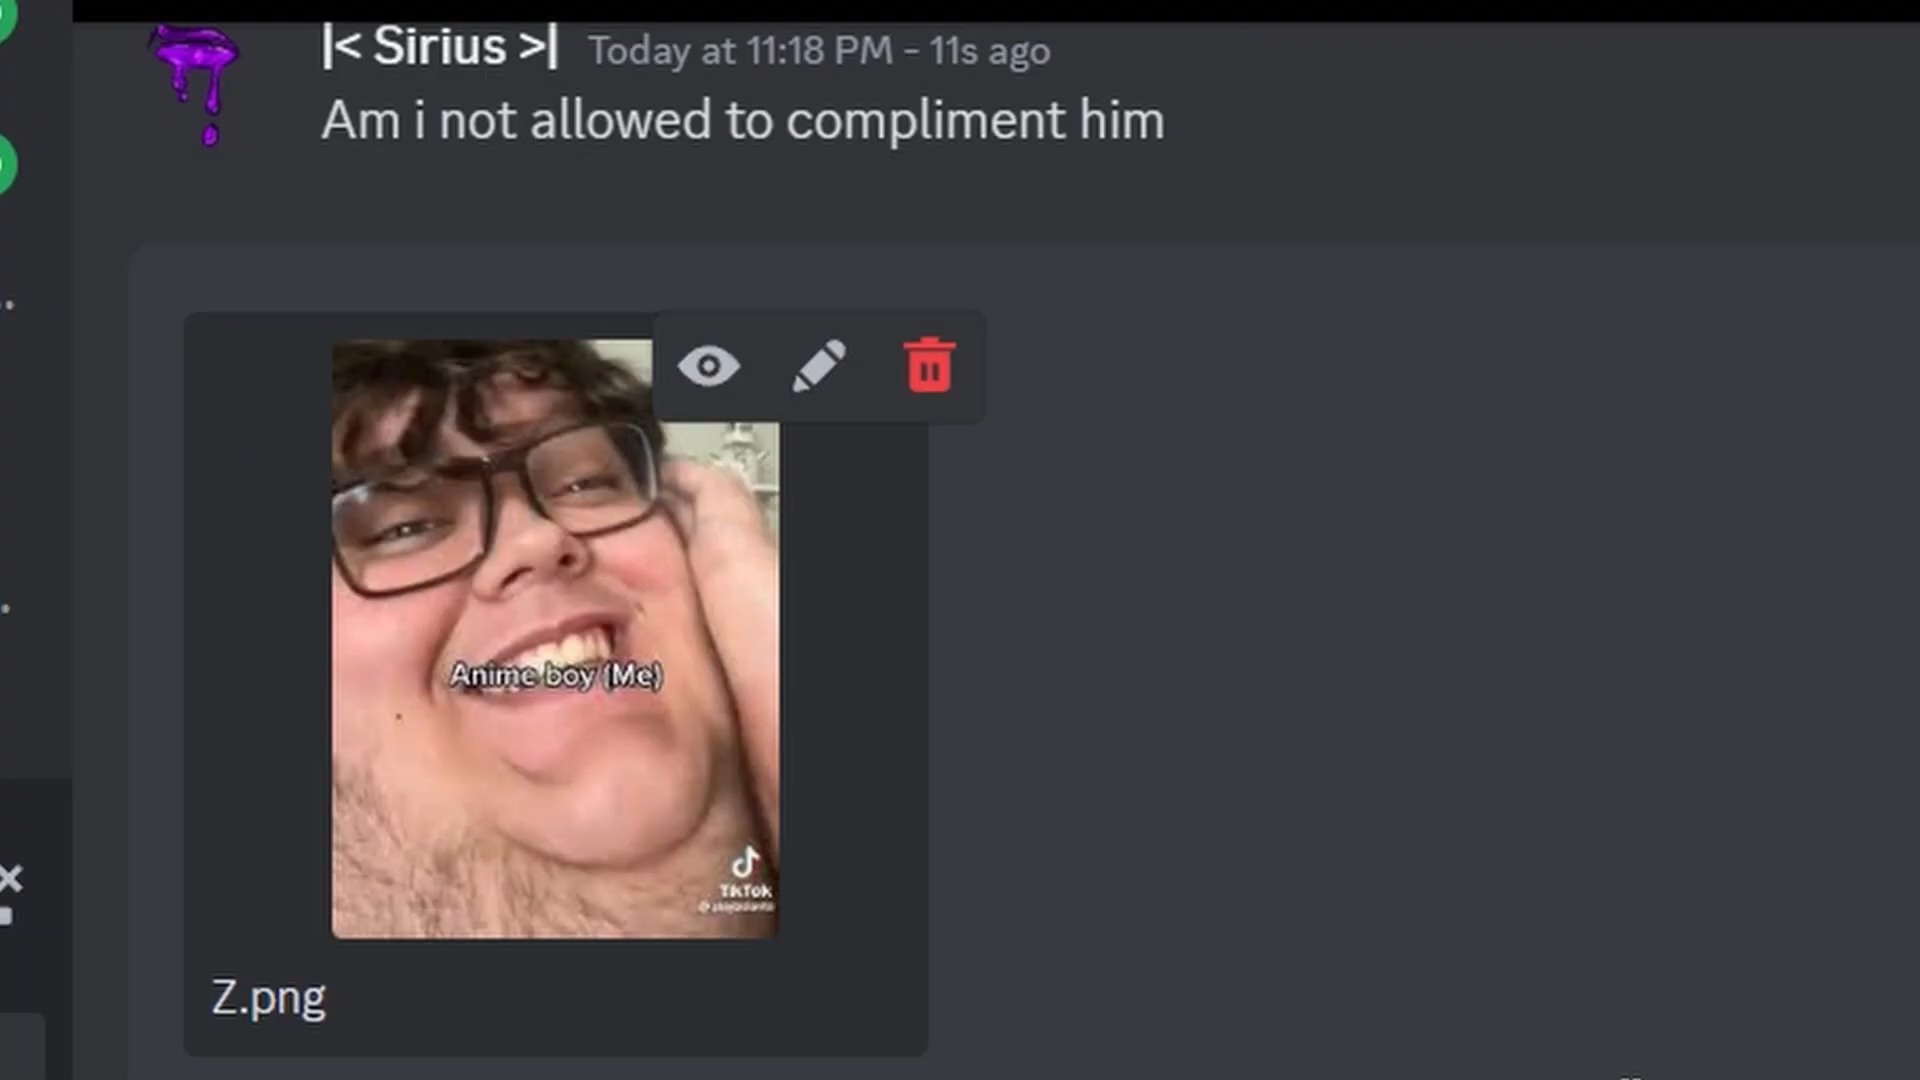 |< Sirius >| Today at 11:18 PM - 11s ago
Am i not allowed to compliment him
Anime boy (Me)
TikTok
Z.png